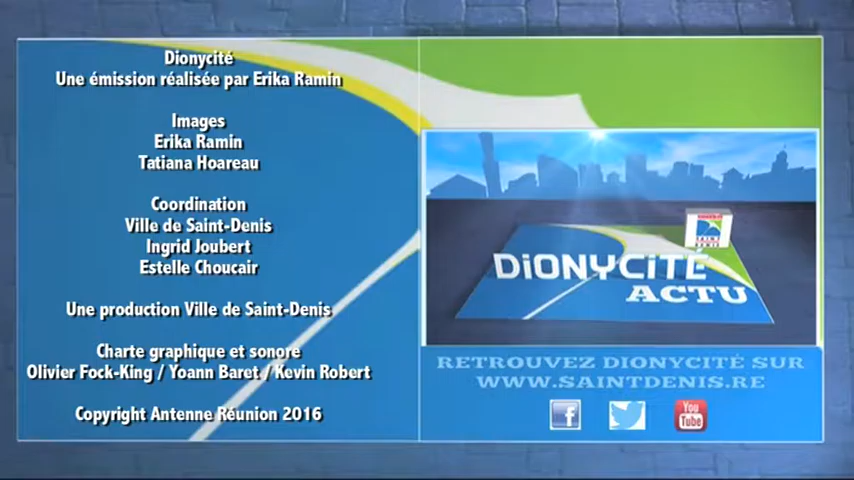 Dionycité
Une émission réalisée par Erika Ramin
Images
Erika Ramin
Tatiana Hoareau
Coordination
Ville de Saint-Denis
Ingrid Joubert
Estelle Choucair
Une production Ville de Saint-Denis
Charte graphique et sonore
Olivier Fock-King / Yoann Baret / Kevin Robert
Copyright Antenne Réunion 2016
SAINT
DENIS
DiONYCiTÉ
ACTU
RETROUVEZ DIONYCITÉ SUR
WWW.SAINTDENIS.RE
f
You
Tube